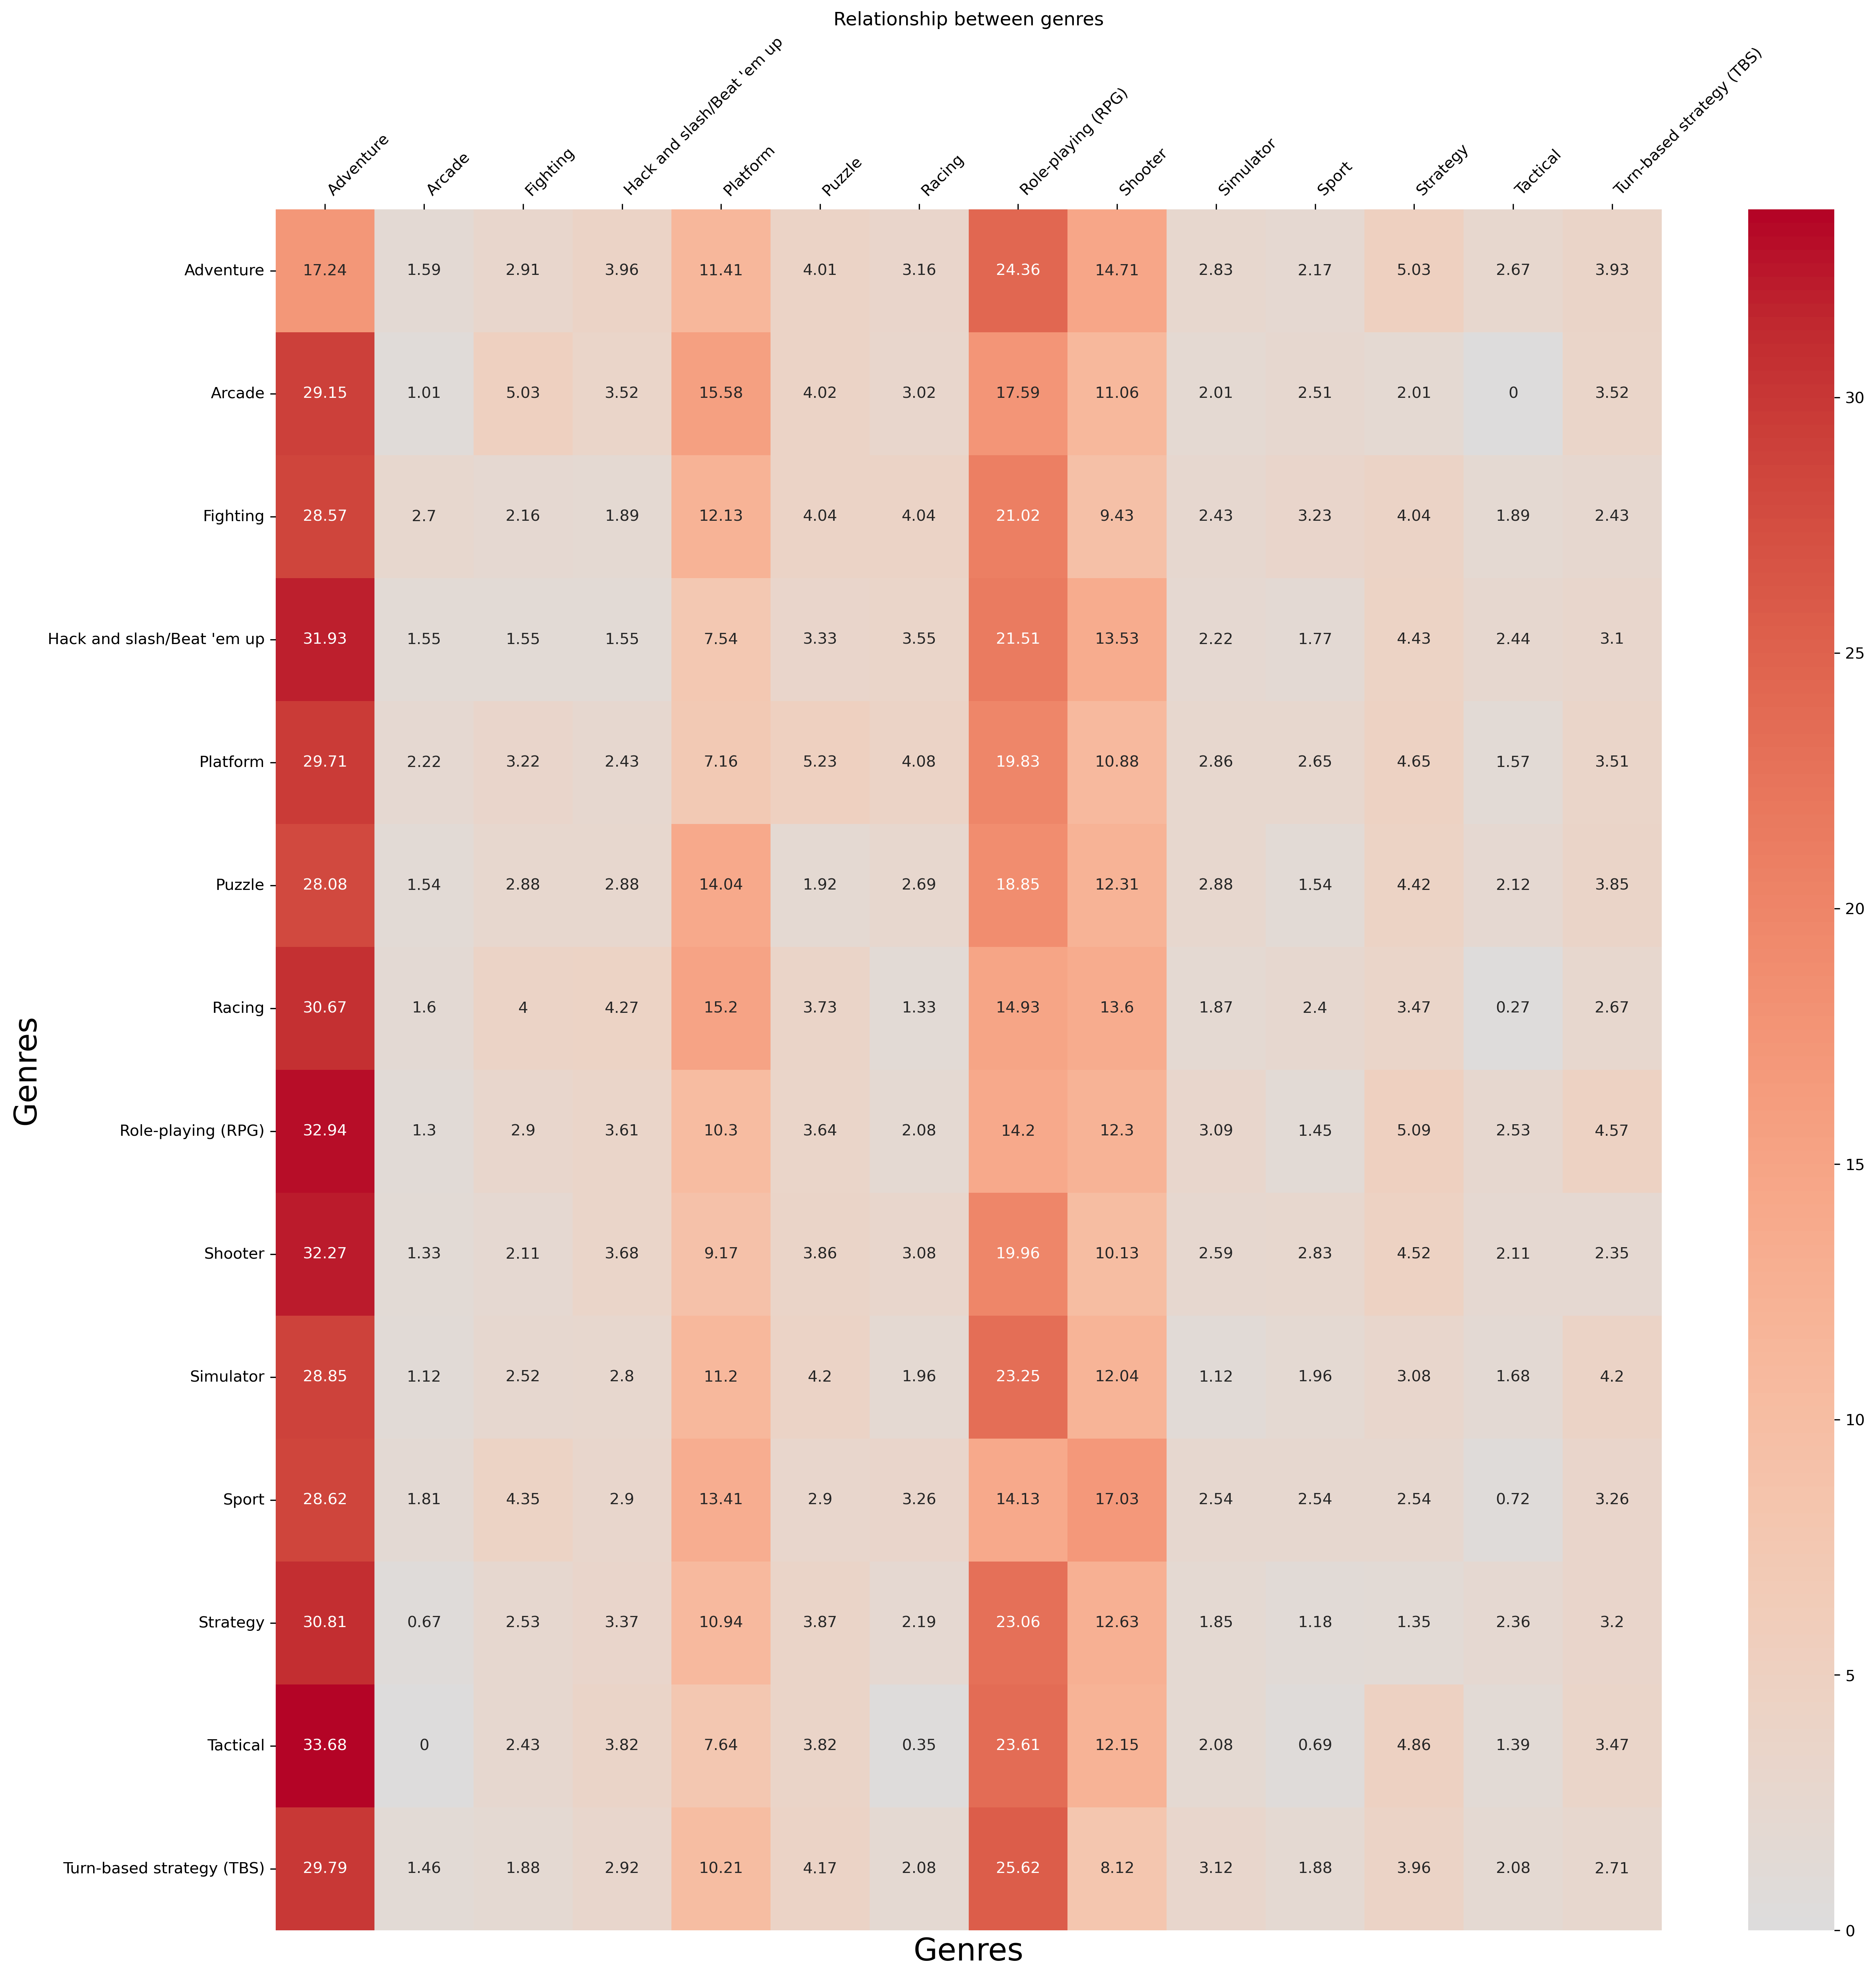 Relationship between genres
Adventure
Arcade
Fighting
Hack and slash/Beat 'em up
Platform
Puzzle
Racing
Role-playing (RPG)
Shooter
Simulator
Sport
Strategy
Tactical
Turn-based strategy (TBS)
Adventure 17.24 1.59 2.91 3.96 11.41 4.01 3.16 24.36 14.71 2.83 2.17 5.03 2.67 3.93
Arcade 29.15 1.01 5.03 3.52 15.58 4.02 3.02 17.59 11.06 2.01 2.51 2.01 0 3.52
Fighting 28.57 2.7 2.16 1.89 12.13 4.04 4.04 21.02 9.43 2.43 3.23 4.04 1.89 2.43
Hack and slash/Beat 'em up 31.93 1.55 1.55 1.55 7.54 3.33 3.55 21.51 13.53 2.22 1.77 4.43 2.44 3.1
Platform 29.71 2.22 3.22 2.43 7.16 5.23 4.08 19.83 10.88 2.86 2.65 4.65 1.57 3.51
Puzzle 28.08 1.54 2.88 2.88 14.04 1.92 2.69 18.85 12.31 2.88 1.54 4.42 2.12 3.85
Racing 30.67 1.6 4 4.27 15.2 3.73 1.33 14.93 13.6 1.87 2.4 3.47 0.27 2.67
Role-playing (RPG) 32.94 1.3 2.9 3.61 10.3 3.64 2.08 14.2 12.3 3.09 1.45 5.09 2.53 4.57
Shooter 32.27 1.33 2.11 3.68 9.17 3.86 3.08 19.96 10.13 2.59 2.83 4.52 2.11 2.35
Simulator 28.85 1.12 2.52 2.8 11.2 4.2 1.96 23.25 12.04 1.12 1.96 3.08 1.68 4.2
Sport 28.62 1.81 4.35 2.9 13.41 2.9 3.26 14.13 17.03 2.54 2.54 2.54 0.72 3.26
Strategy 30.81 0.67 2.53 3.37 10.94 3.87 2.19 23.06 12.63 1.85 1.18 1.35 2.36 3.2
Tactical 33.68 0 2.43 3.82 7.64 3.82 0.35 23.61 12.15 2.08 0.69 4.86 1.39 3.47
Turn-based strategy (TBS) 29.79 1.46 1.88 2.92 10.21 4.17 2.08 25.62 8.12 3.12 1.88 3.96 2.08 2.71
Genres
Genres
30
25
20
15
10
5
0